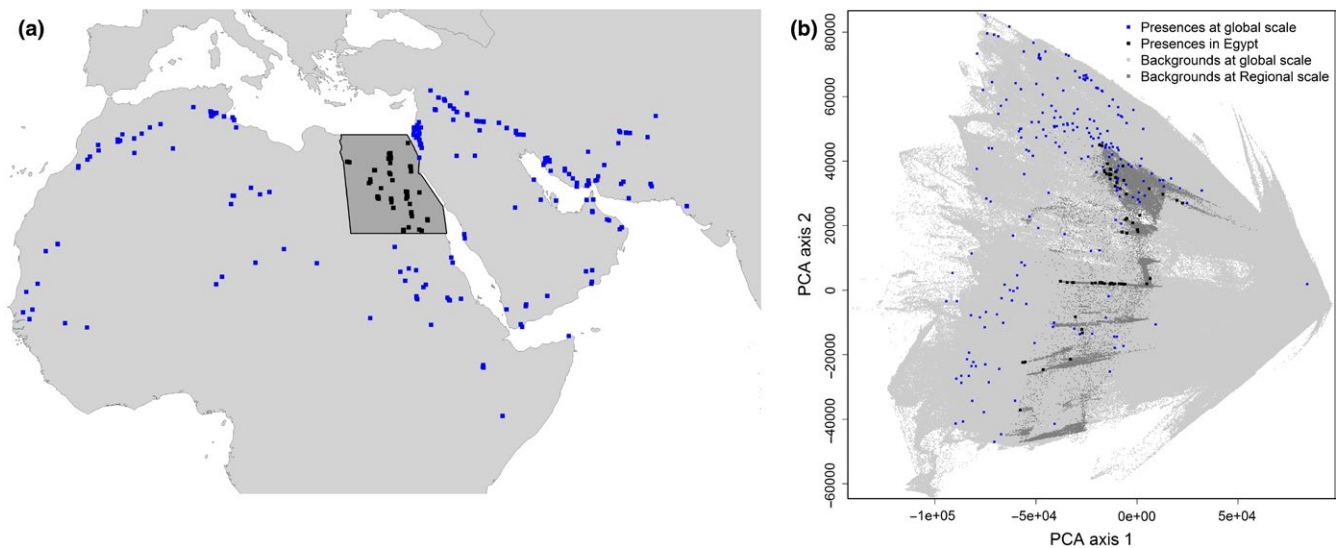 (a)
(b)
Presences at global scale
Presences in Egypt
Backgrounds at global scale
Backgrounds at Regional scale
PCA axis 2
80000
60000
40000
20000
0
−20000
−40000
−60000
−1e+05
−5e+04
0e+00
5e+04
PCA axis 1